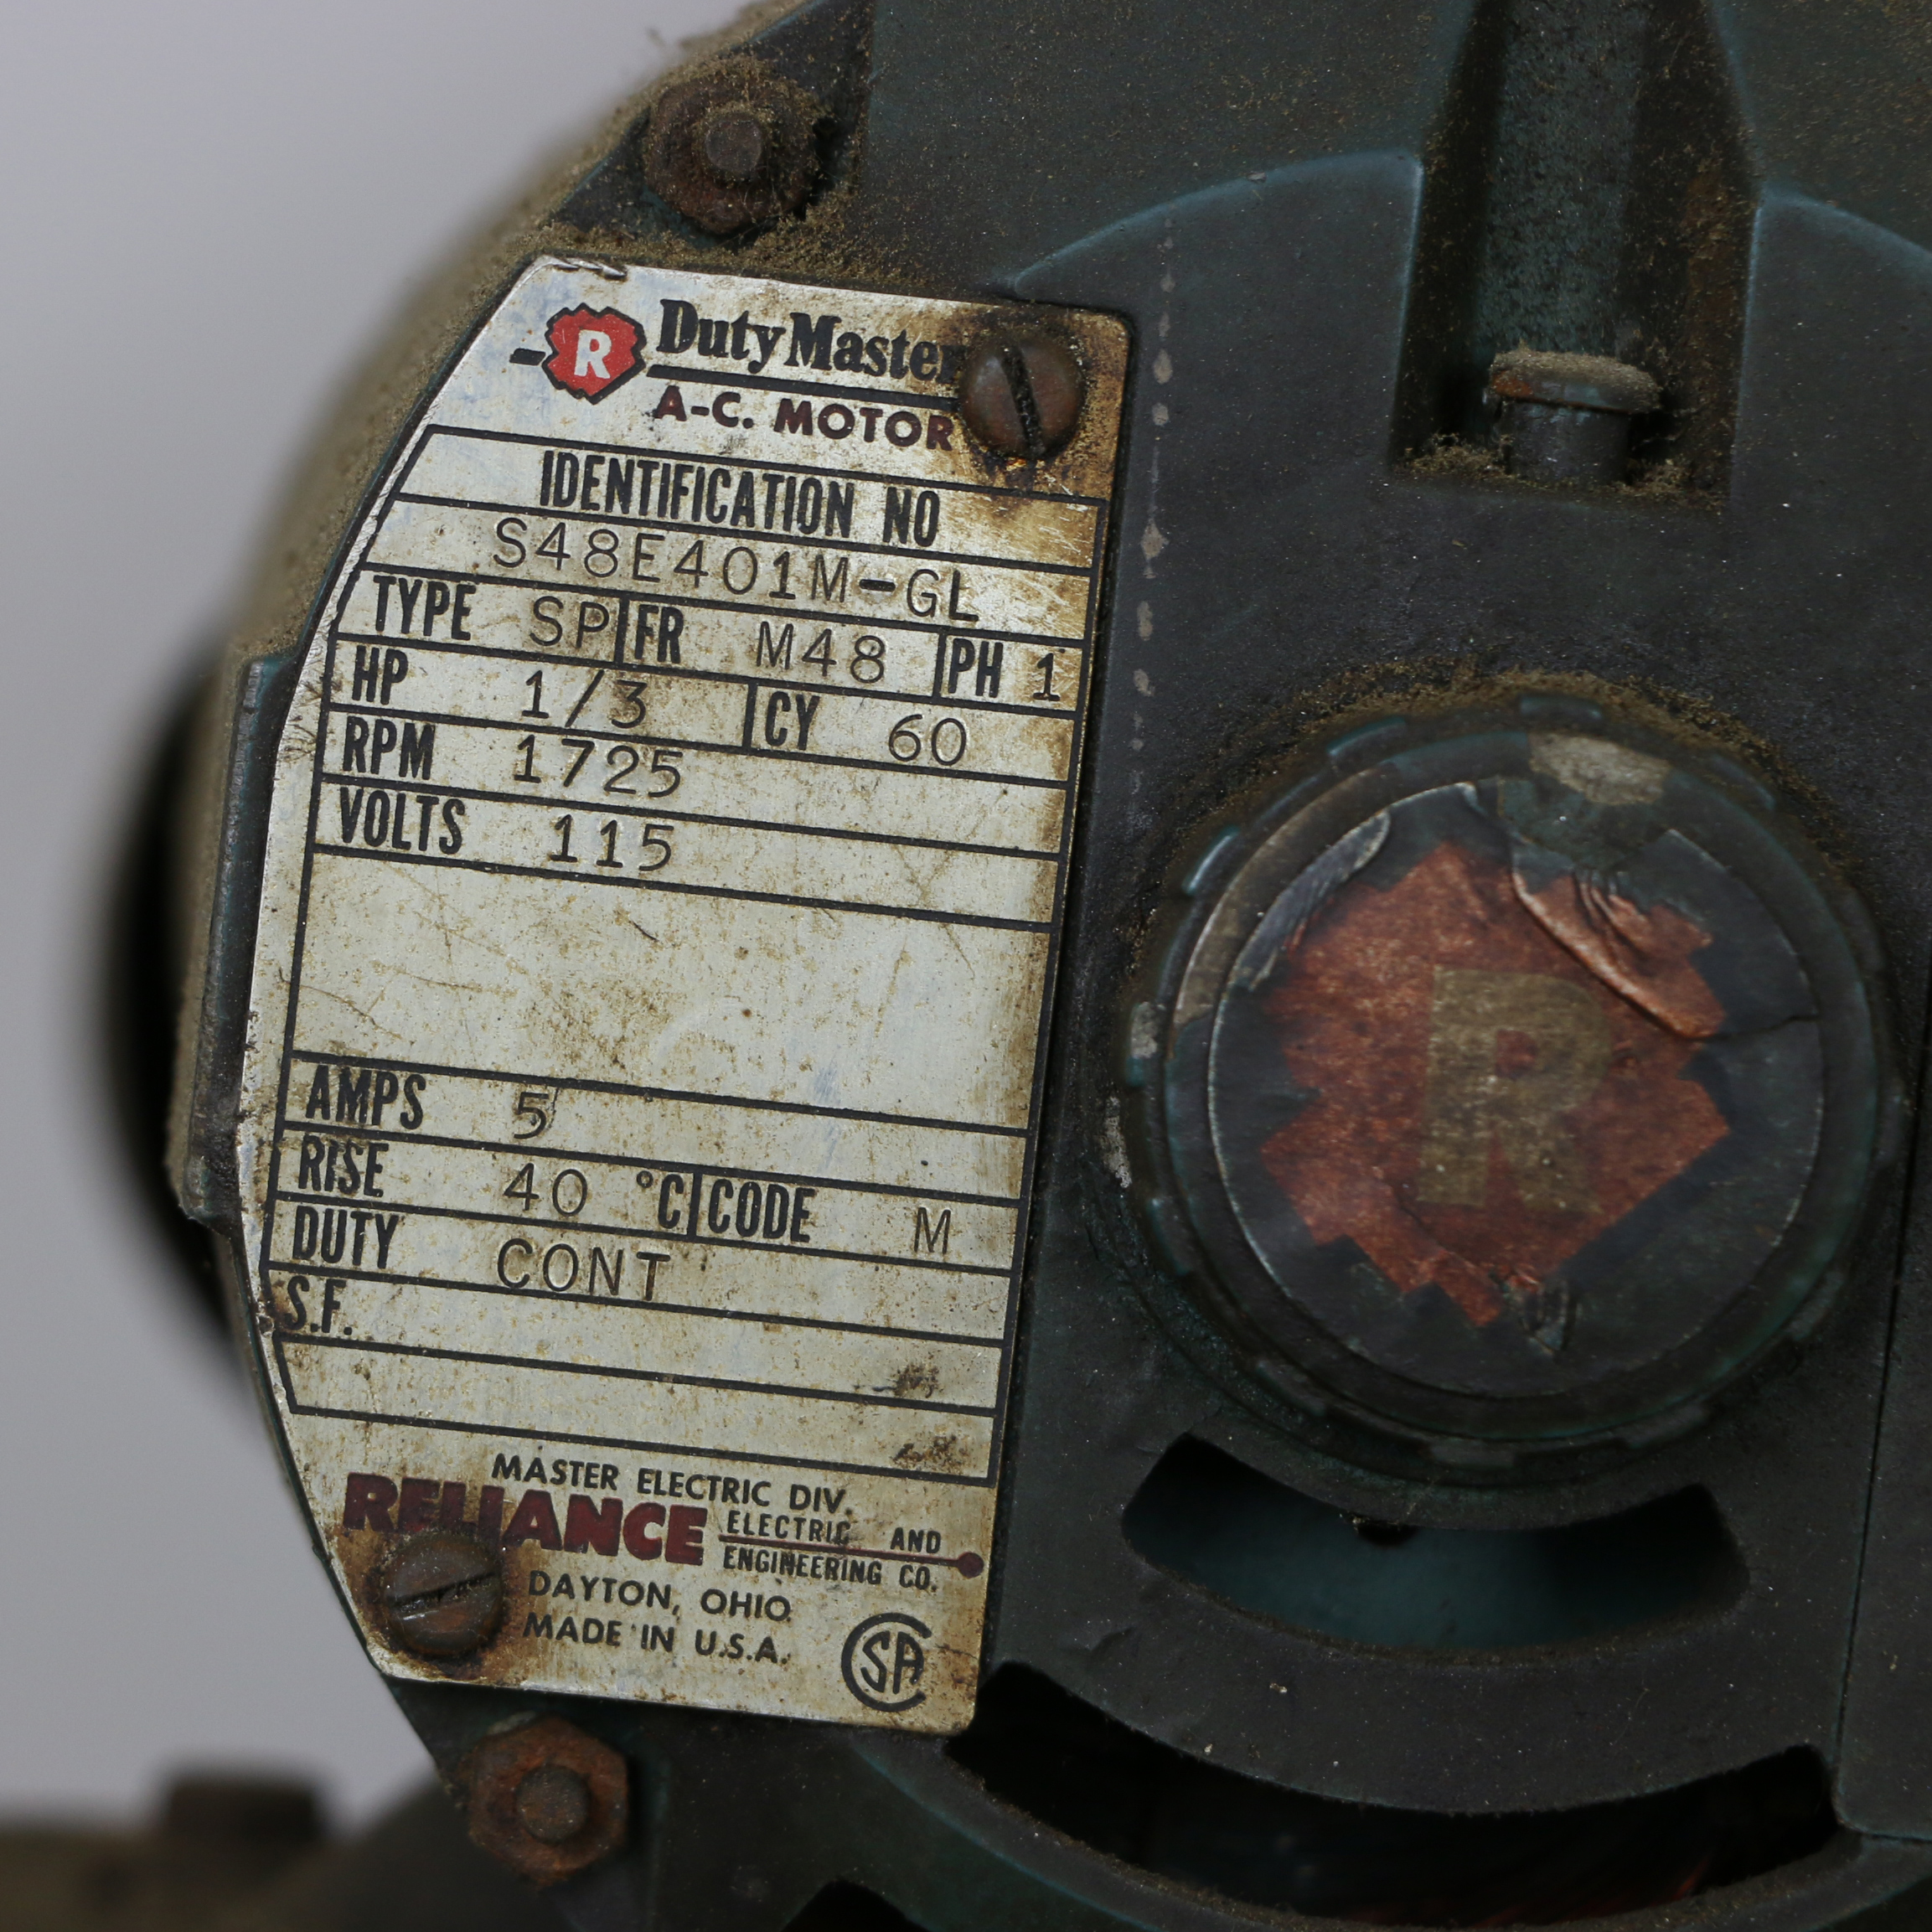 R DutyMaster
A-C. MOTOR
IDENTIFICATION NO
S48E401M-GL
TYPE SP FR M48 PH 1
HP 1/3 CY 60
RPM 1725
VOLTS 115
AMPS 5
RISE 40 °C CODE M
DUTY CONT
S.F.
MASTER ELECTRIC DIV.
RELIANCE ELECTRIC AND
ENGINEERING CO.
DAYTON, OHIO
MADE IN U.S.A.
SA
R